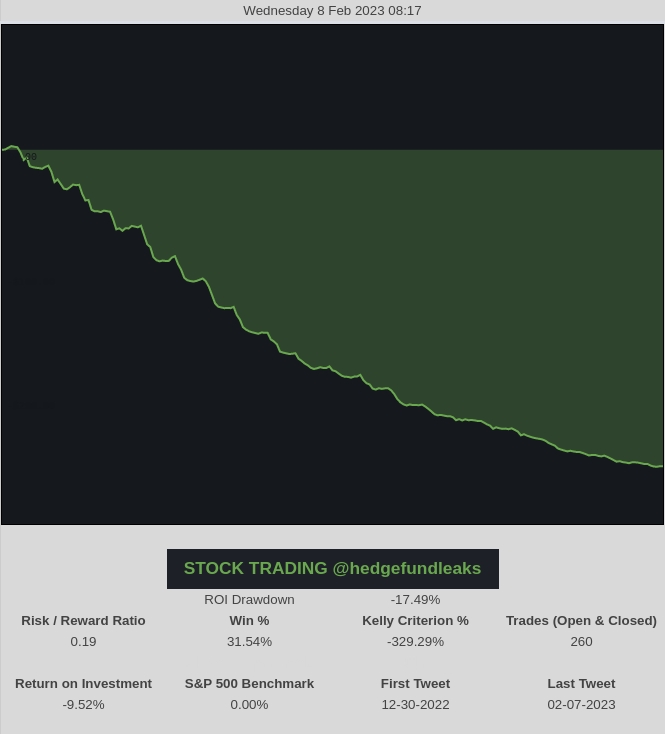 Wednesday 8 Feb 2023 08:17
STOCK TRADING @hedgefundleaks
ROI Drawdown -17.49%
Risk / Reward Ratio Win % Kelly Criterion % Trades (Open & Closed)
0.19 31.54% -329.29% 260
Return on Investment S&P 500 Benchmark First Tweet Last Tweet
-9.52% 0.00% 12-30-2022 02-07-2023